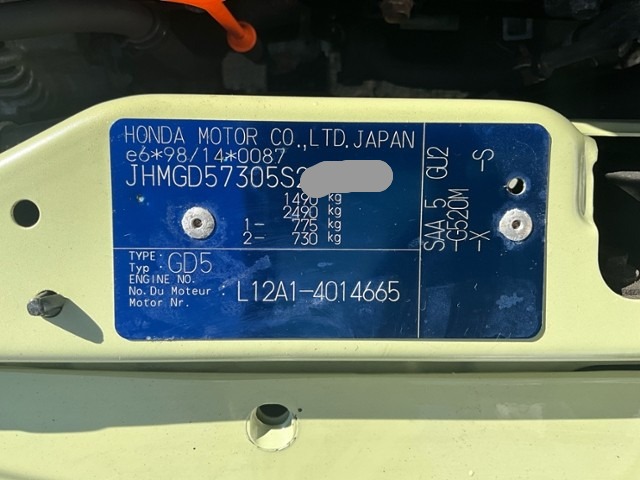 HONDA MOTOR CO.,LTD.JAPAN
e6*98/14*0087
JHMGD57305S2
1490 kg
2490 kg
1- 775 kg
2- 730 kg
TYPE:
Typ : GD5
ENGINE NO.
No.Du Moteur : L12A1-4014665
Motor Nr.
SAA.5 GU2
-G520M
-X -S